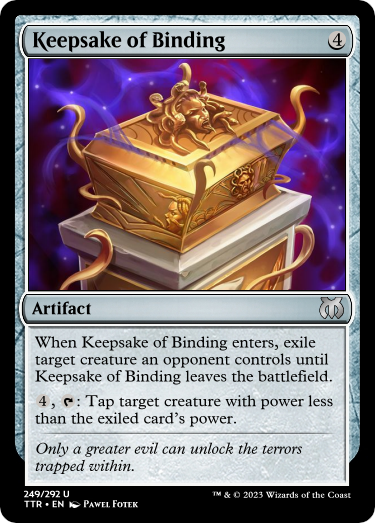 Keepsake of Binding 4
Artifact
When Keepsake of Binding enters, exile
target creature an opponent controls until
Keepsake of Binding leaves the battlefield.
4 , : Tap target creature with power less
than the exiled card's power.
Only a greater evil can unlock the terrors
trapped within.
249/292 U
TTR • EN Pawel Fotek
™ & © 2023 Wizards of the Coast